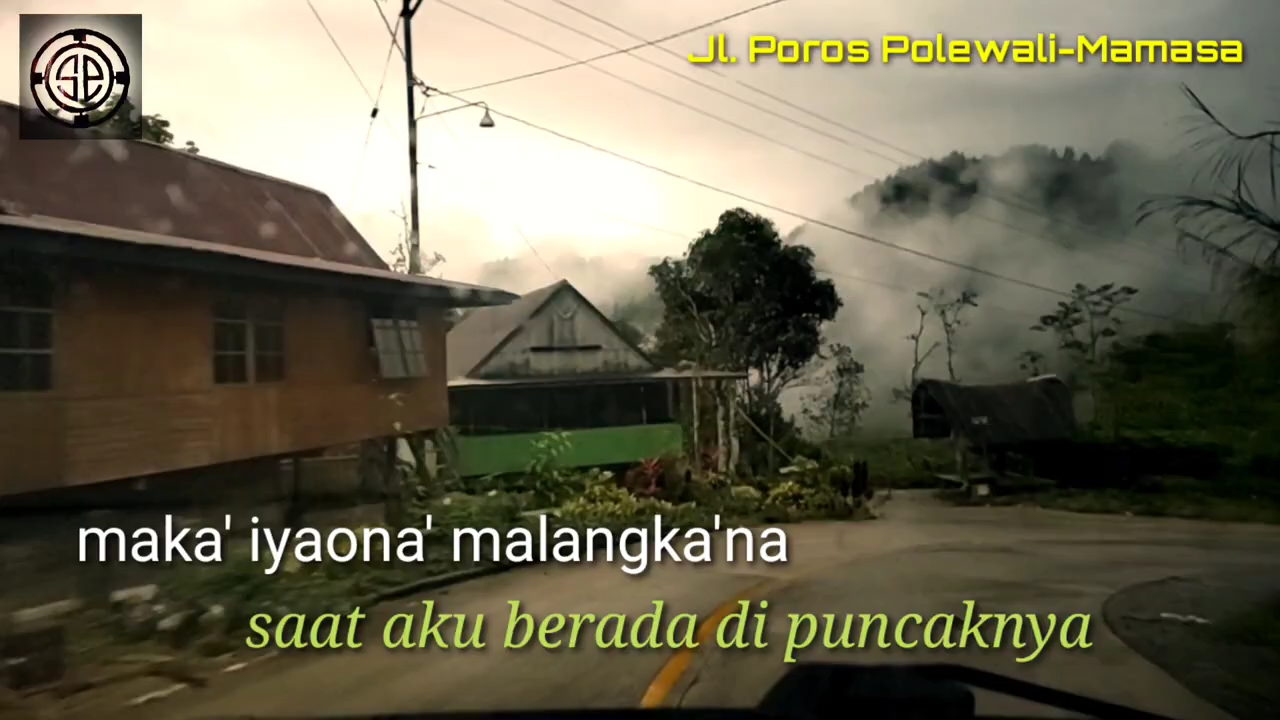 Jl. Poros Polewali-Mamasa
maka' iyaona' malangka'na
saat aku berada di puncaknya